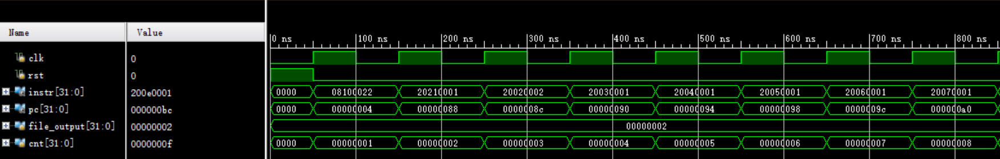 Name Value
0 ns 100 ns 200 ns 300 ns 400 ns 500 ns 600 ns 700 ns 800 ns
clk 0
rst 0
instr[31:0] 200e0001 0000 08100022 20210001 20020002 20030001 20040001 20050001 20060001 20070001
pc[31:0] 000000bc 0000 00000004 00000088 0000008c 00000090 00000094 00000098 0000009c 000000a0
file_output[31:0] 00000002 00000002
cnt[31:0] 0000000f 0000 00000001 00000002 00000003 00000004 00000005 00000006 00000007 00000008